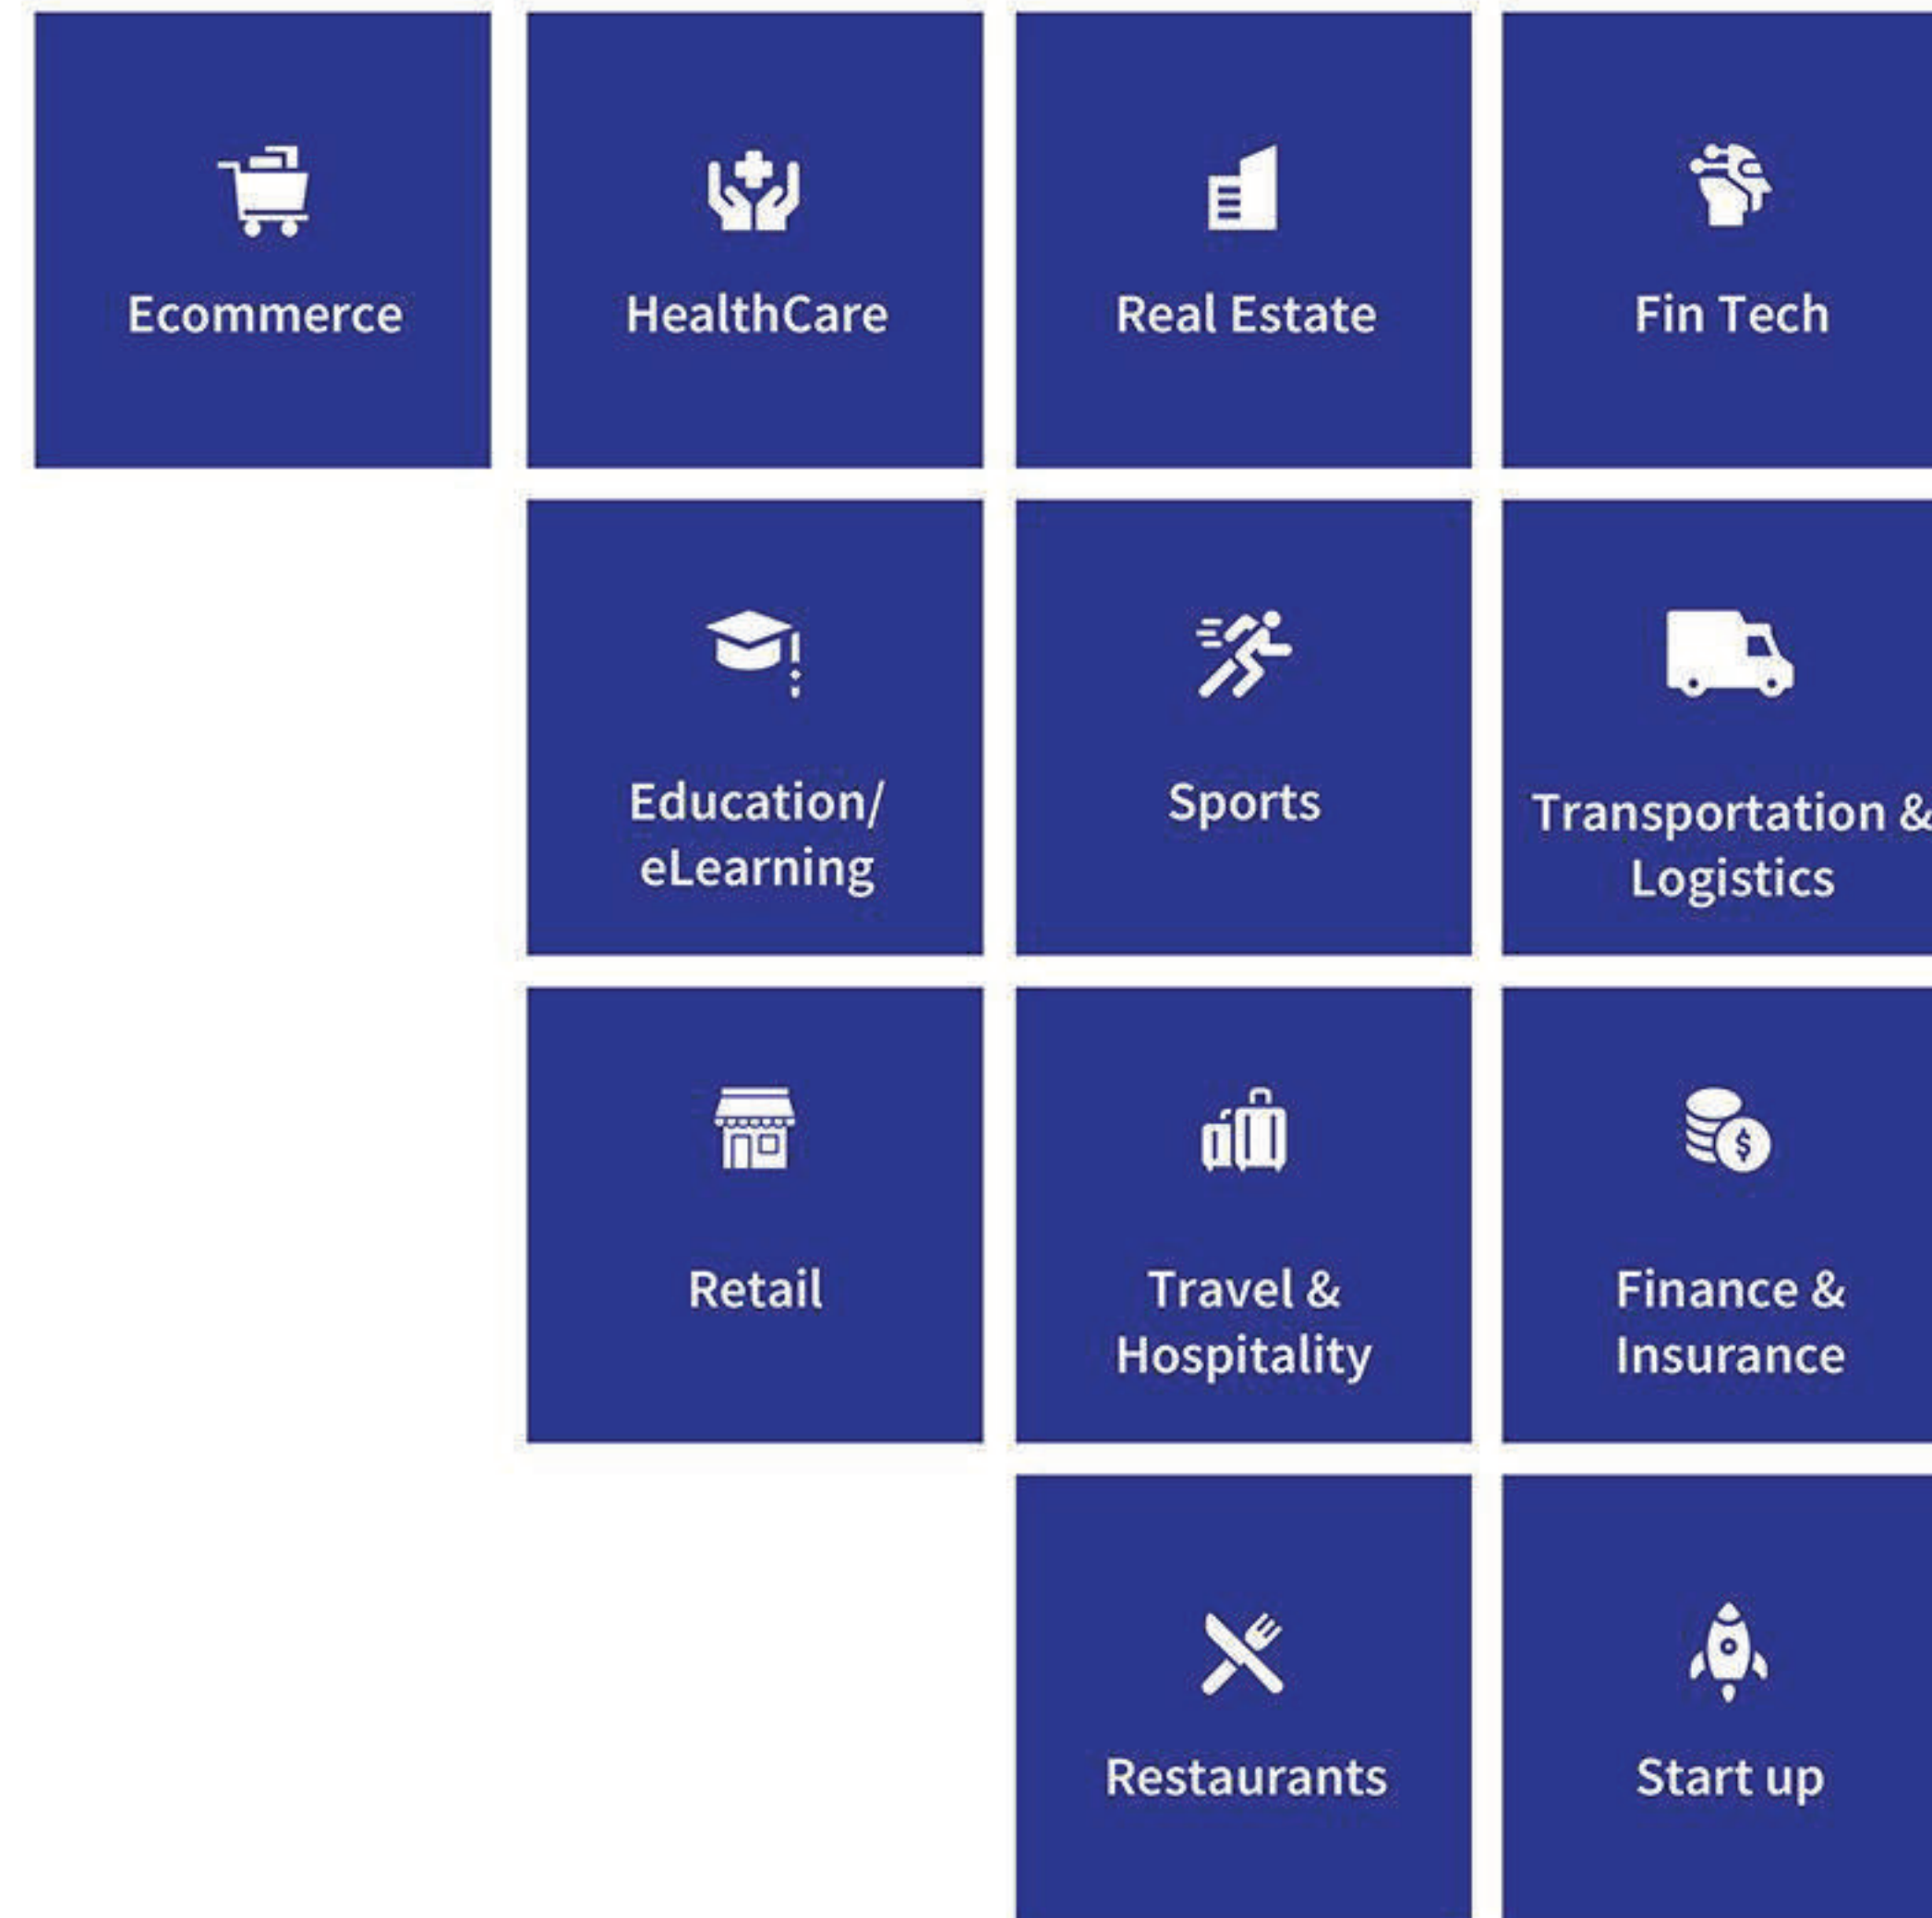 Ecommerce
HealthCare
Real Estate
Fin Tech
Education/
eLearning
Sports
Transportation &
Logistics
Retail
Travel &
Hospitality
Finance &
Insurance
Restaurants
Start up